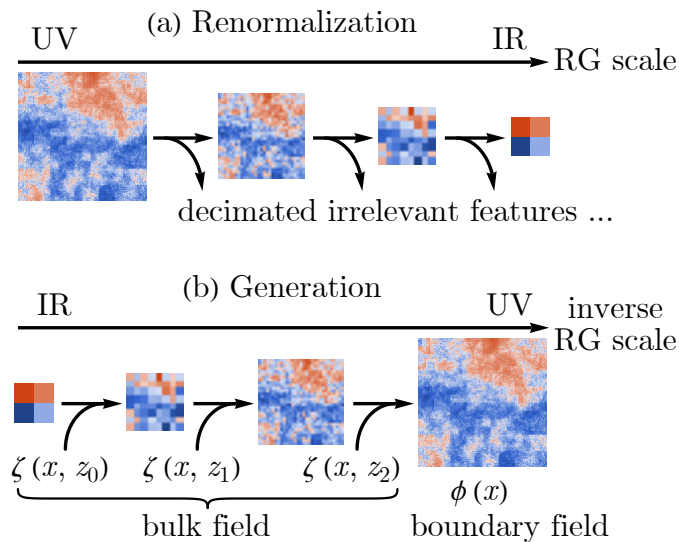 (a) Renormalization
UV IR
RG scale
decimated irrelevant features ...
(b) Generation
IR UV
inverse
RG scale
ζ(x, z₀) ζ(x, z₁) ζ(x, z₂)
ϕ(x)
bulk field boundary field